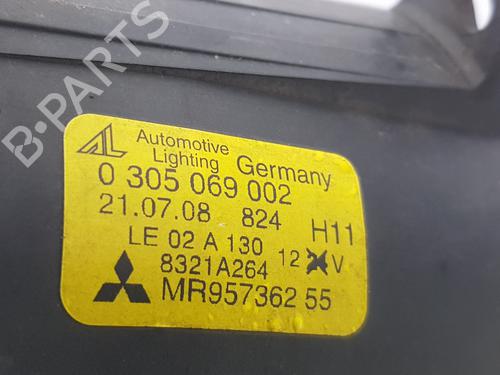 B-PARTS
AL Automotive
Lighting Germany
0 305 069 002
21.07.08 824 H11
LE 02 A 130
12 V
8321A264
MR957362 55